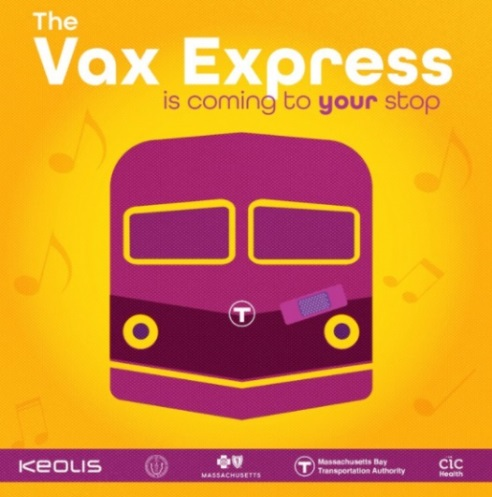 The
Vax Express
is coming to your stop
T
KEOLIS
MASSACHUSETTS
T
Massachusetts Bay
Transportation Authority
CIC
Health